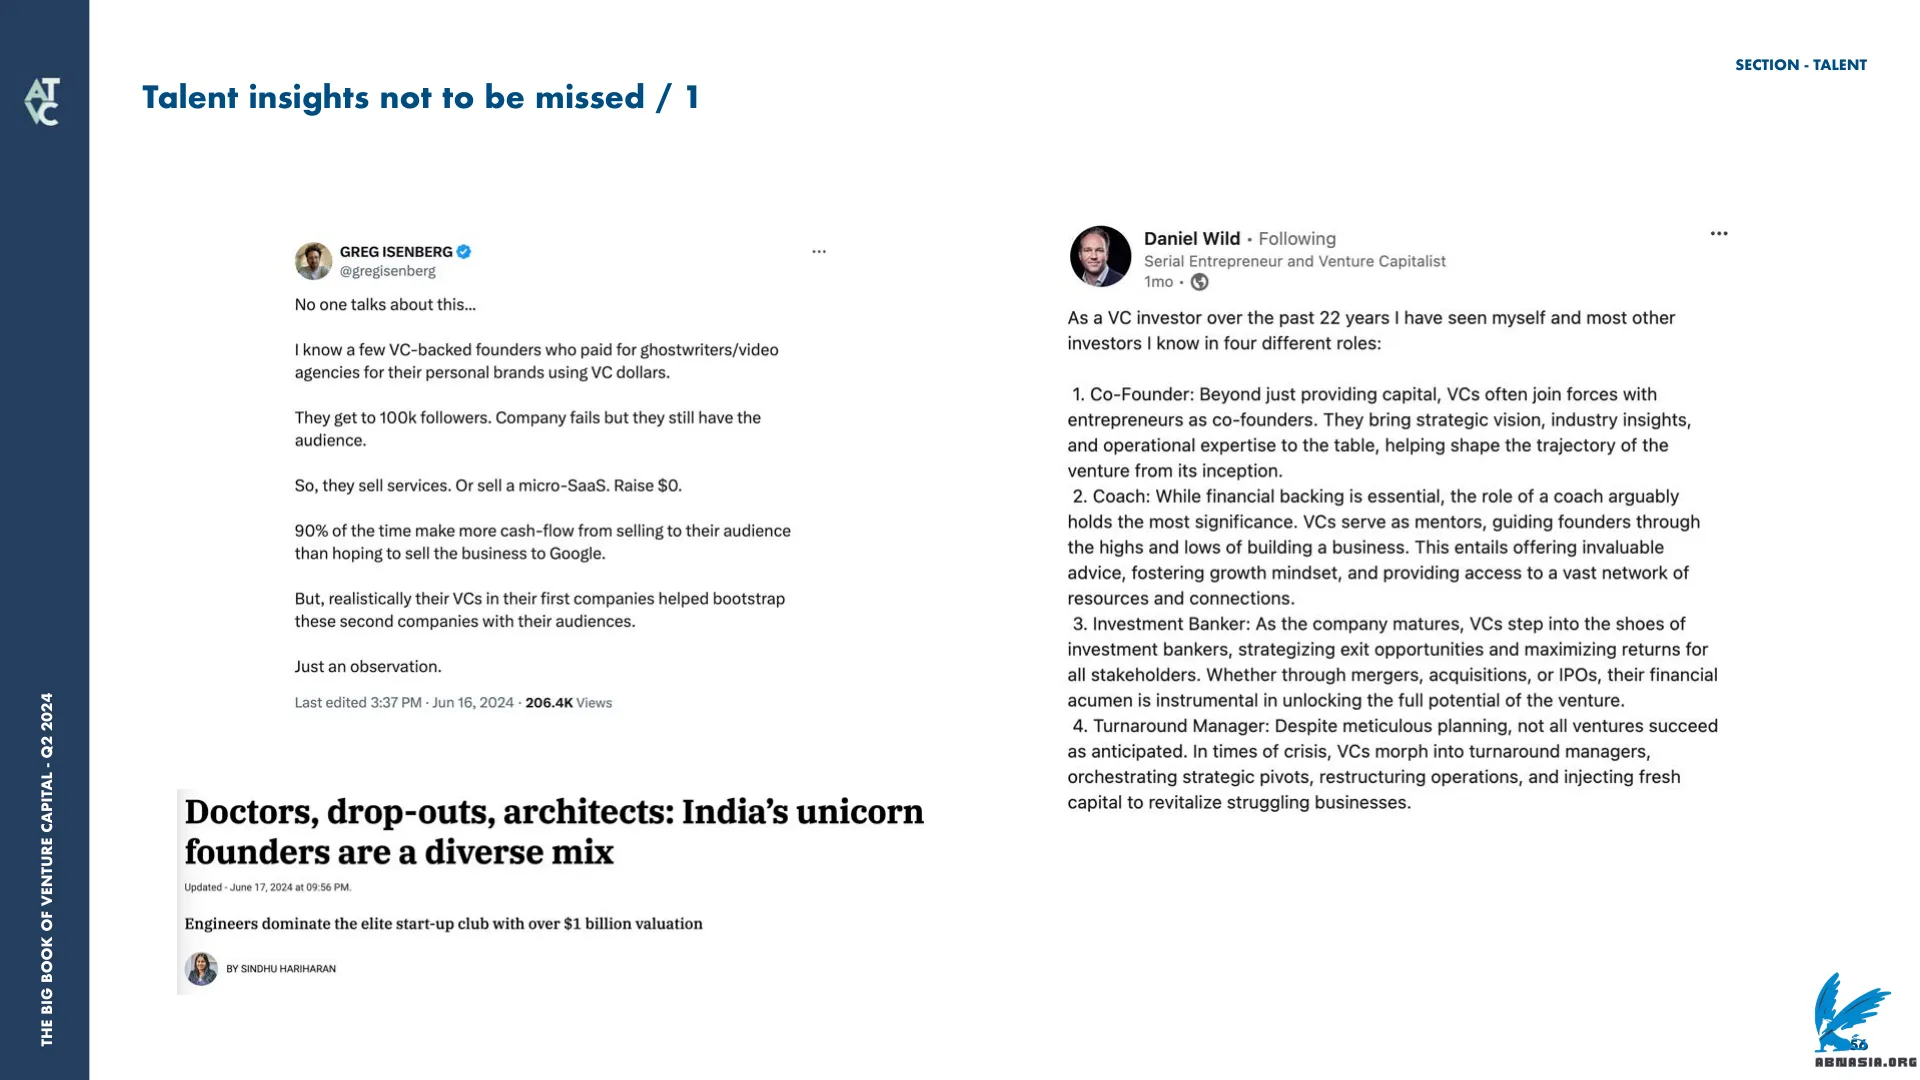 AT
VC
THE BIG BOOK OF VENTURE CAPITAL - Q2 2024
SECTION - TALENT
Talent insights not to be missed / 1
GREG ISENBERG
@gregisenberg
...
No one talks about this...
I know a few VC-backed founders who paid for ghostwriters/video
agencies for their personal brands using VC dollars.
They get to 100k followers. Company fails but they still have the
audience.
So, they sell services. Or sell a micro-SaaS. Raise $0.
90% of the time make more cash-flow from selling to their audience
than hoping to sell the business to Google.
But, realistically their VCs in their first companies helped bootstrap
these second companies with their audiences.
Just an observation.
Last edited 3:37 PM · Jun 16, 2024 · 206.4K Views
Doctors, drop-outs, architects: India’s unicorn
founders are a diverse mix
Updated - June 17, 2024 at 09:56 PM.
Engineers dominate the elite start-up club with over $1 billion valuation
BY SINDHU HARIHARAN
Daniel Wild • Following
...
Serial Entrepreneur and Venture Capitalist
1mo •
As a VC investor over the past 22 years I have seen myself and most other
investors I know in four different roles:
1. Co-Founder: Beyond just providing capital, VCs often join forces with
entrepreneurs as co-founders. They bring strategic vision, industry insights,
and operational expertise to the table, helping shape the trajectory of the
venture from its inception.
2. Coach: While financial backing is essential, the role of a coach arguably
holds the most significance. VCs serve as mentors, guiding founders through
the highs and lows of building a business. This entails offering invaluable
advice, fostering growth mindset, and providing access to a vast network of
resources and connections.
3. Investment Banker: As the company matures, VCs step into the shoes of
investment bankers, strategizing exit opportunities and maximizing returns for
all stakeholders. Whether through mergers, acquisitions, or IPOs, their financial
acumen is instrumental in unlocking the full potential of the venture.
4. Turnaround Manager: Despite meticulous planning, not all ventures succeed
as anticipated. In times of crisis, VCs morph into turnaround managers,
orchestrating strategic pivots, restructuring operations, and injecting fresh
capital to revitalize struggling businesses.
56
ABNASIA.ORG